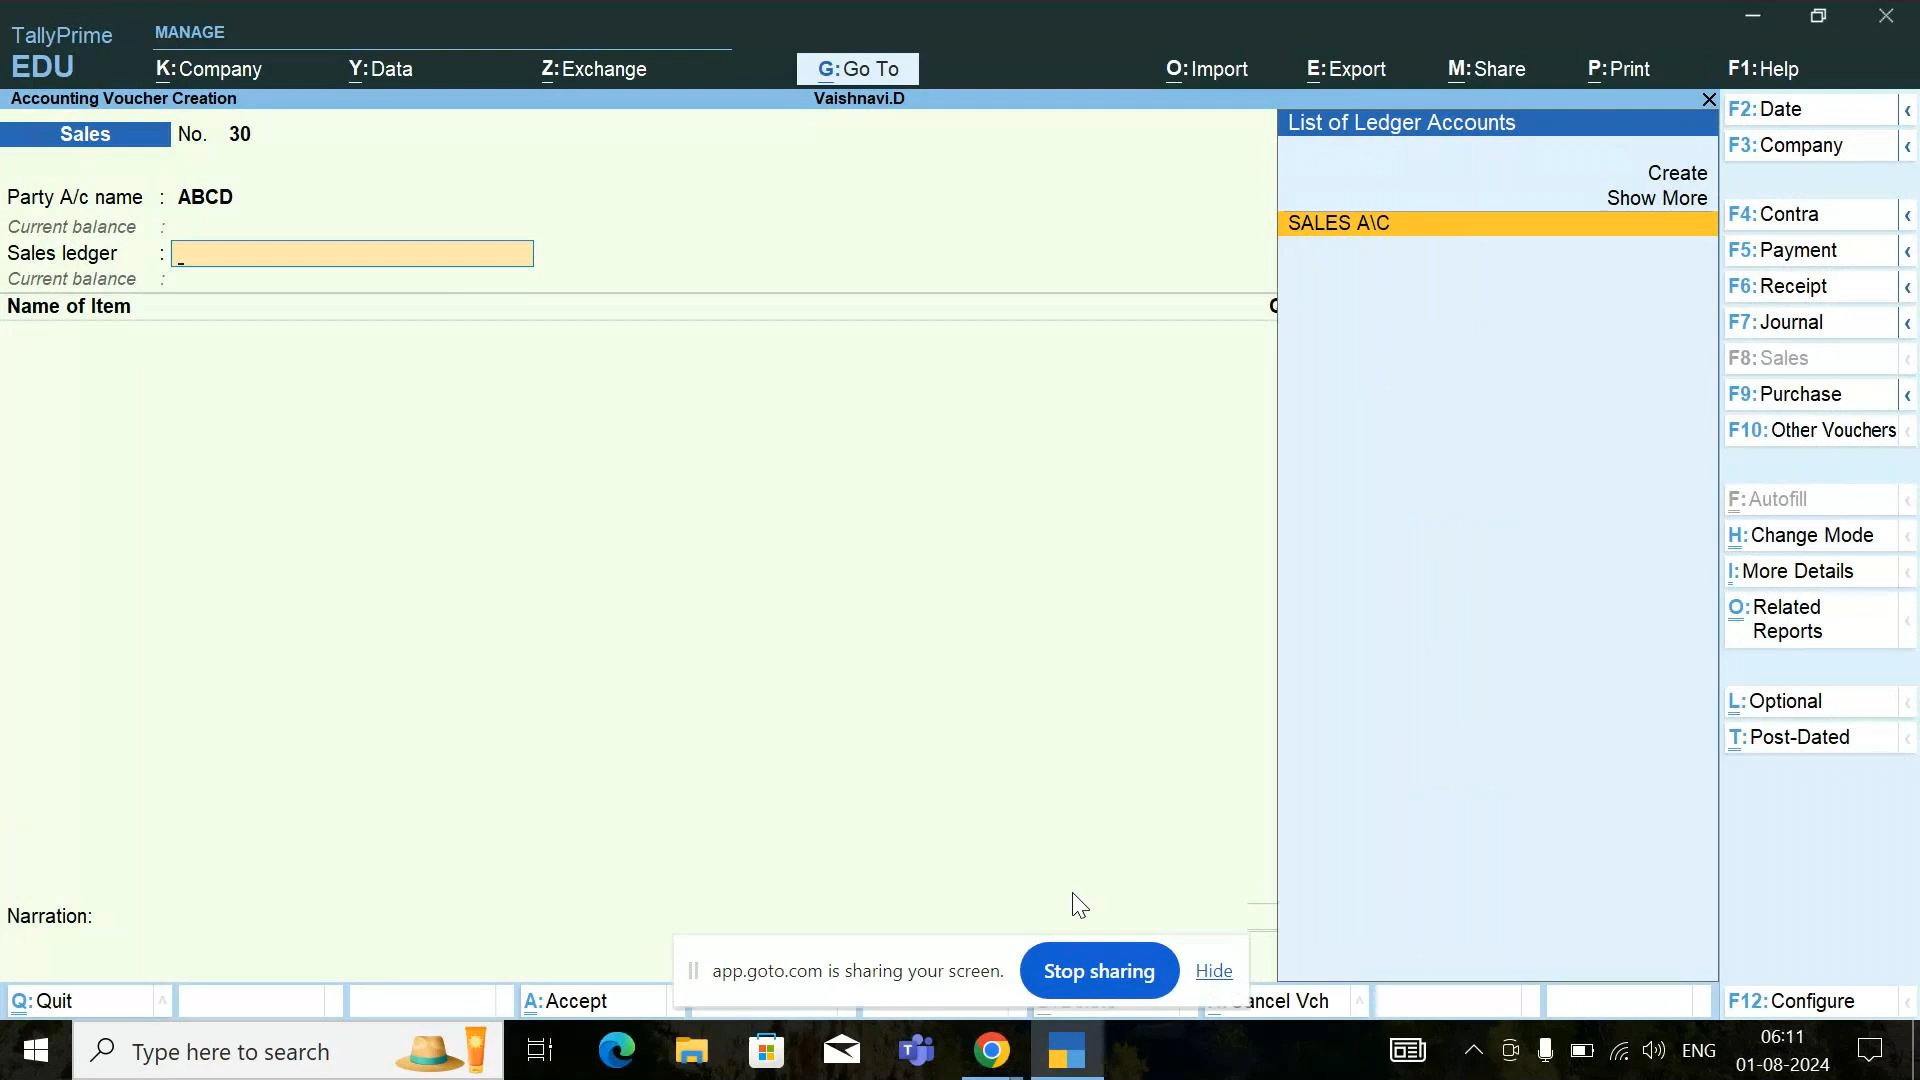 TallyPrime
EDU
MANAGE
K:Company
Y:Data
Z:Exchange
G:Go To
O:Import
E:Export
M:Share
P:Print
F1:Help
Accounting Voucher Creation
Vaishnavi.D
Sales
No. 30
Party A/c name : ABCD
Current balance :
Sales ledger :
Current balance :
Name of Item
List of Ledger Accounts
Create
Show More
SALES A\C
F2:Date
F3:Company
F4:Contra
F5:Payment
F6:Receipt
F7:Journal
F8:Sales
F9:Purchase
F10:Other Vouchers
F:Autofill
H:Change Mode
I:More Details
O:Related
Reports
L:Optional
T:Post-Dated
Narration:
app.goto.com is sharing your screen.
Stop sharing
Hide
Q:Quit
A:Accept
Vch
F12:Configure
Type here to search
ENG
06:11
01-08-2024